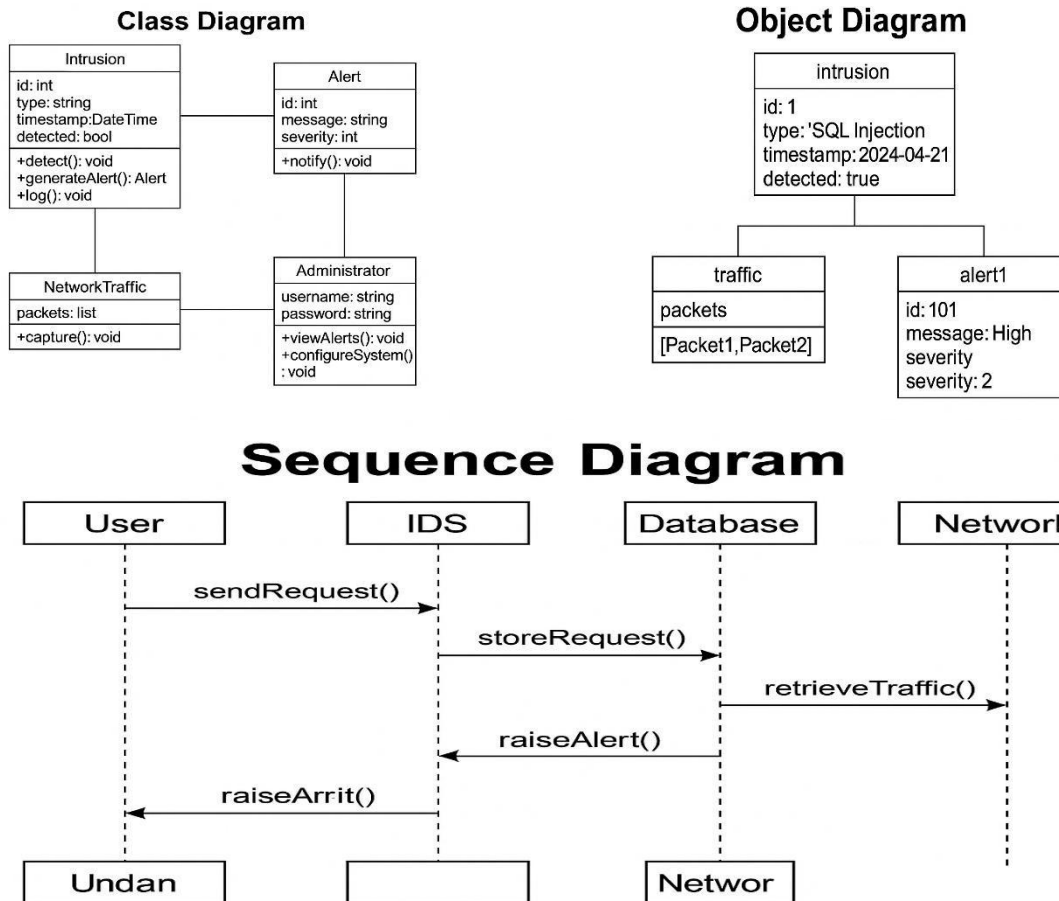 Class Diagram
Intrusion
id: int
type: string
timestamp:DateTime
detected: bool
+detect(): void
+generateAlert(): Alert
+log(): void
Alert
id: int
message: string
severity: int
+notify(): void
NetworkTraffic
packets: list
+capture(): void
Administrator
username: string
password: string
+viewAlerts(): void
+configureSystem()
: void
Object Diagram
intrusion
id: 1
type: 'SQL Injection
timestamp: 2024-04-21
detected: true
traffic
packets
[Packet1,Packet2]
alert1
id: 101
message: High
severity
severity: 2
Sequence Diagram
User
IDS
Database
Network
sendRequest()
storeRequest()
retrieveTraffic()
raiseAlert()
raiseArrit()
Undan
Networ